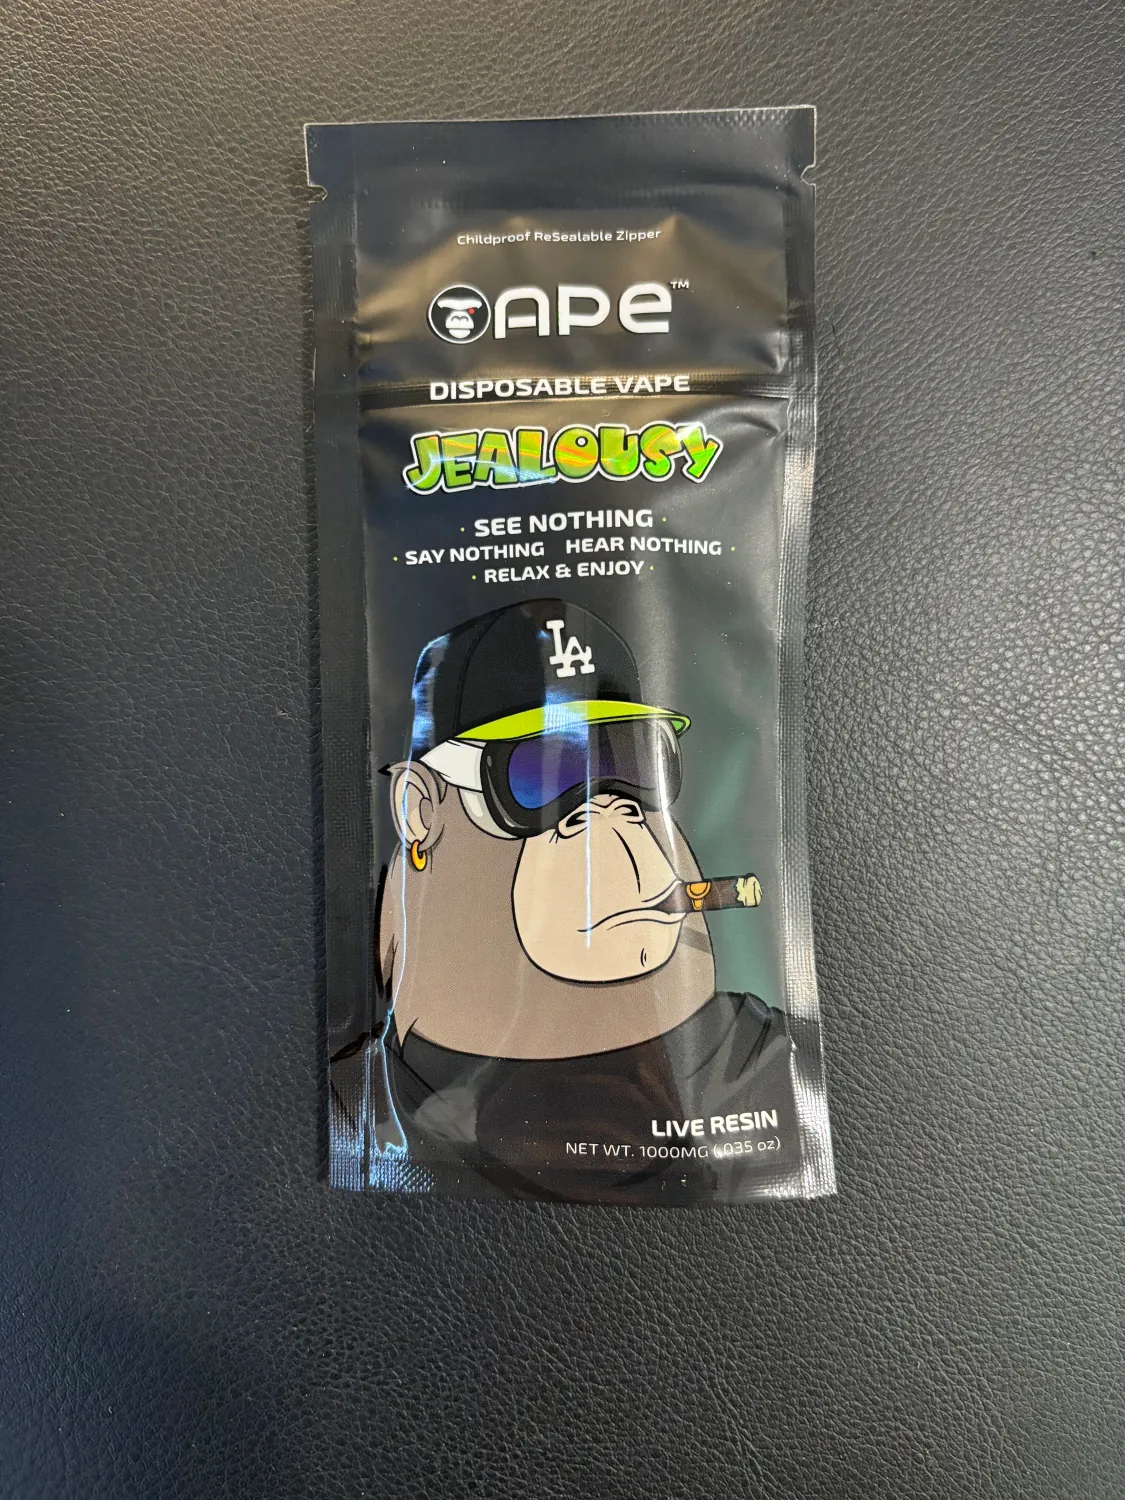 Childproof ReSealable Zipper
APE™
DISPOSABLE VAPE
JEALOUSY
· SEE NOTHING ·
· SAY NOTHING HEAR NOTHING ·
· RELAX & ENJOY ·
LA
LIVE RESIN
NET WT. 1000MG (.035 oz)